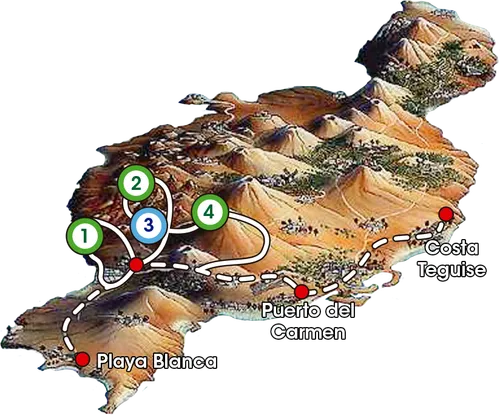 2
1
3
4
Costa
Teguise
Puerto del
Carmen
Playa Blanca